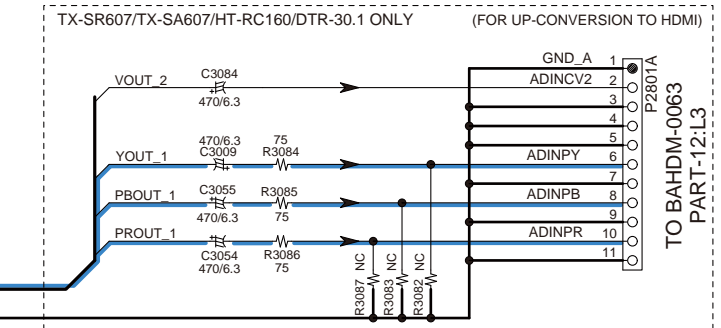 TX-SR607/TX-SA607/HT-RC160/DTR-30.1 ONLY
(FOR UP-CONVERSION TO HDMI)
GND_A 1
P2801A
VOUT_2
C3084
+
470/6.3
ADINCV2 2
3
4
5
YOUT_1
470/6.3
C3009
+
75
R3084
ADINPY 6
7
PBOUT_1
C3055
+
470/6.3
R3085
75
ADINPB 8
9
PROUT_1
+
C3054
470/6.3
R3086
75
ADINPR 10
11
R3087 NC
R3083 NC
R3082 NC
TO BAHDM-0063
PART-12:L3